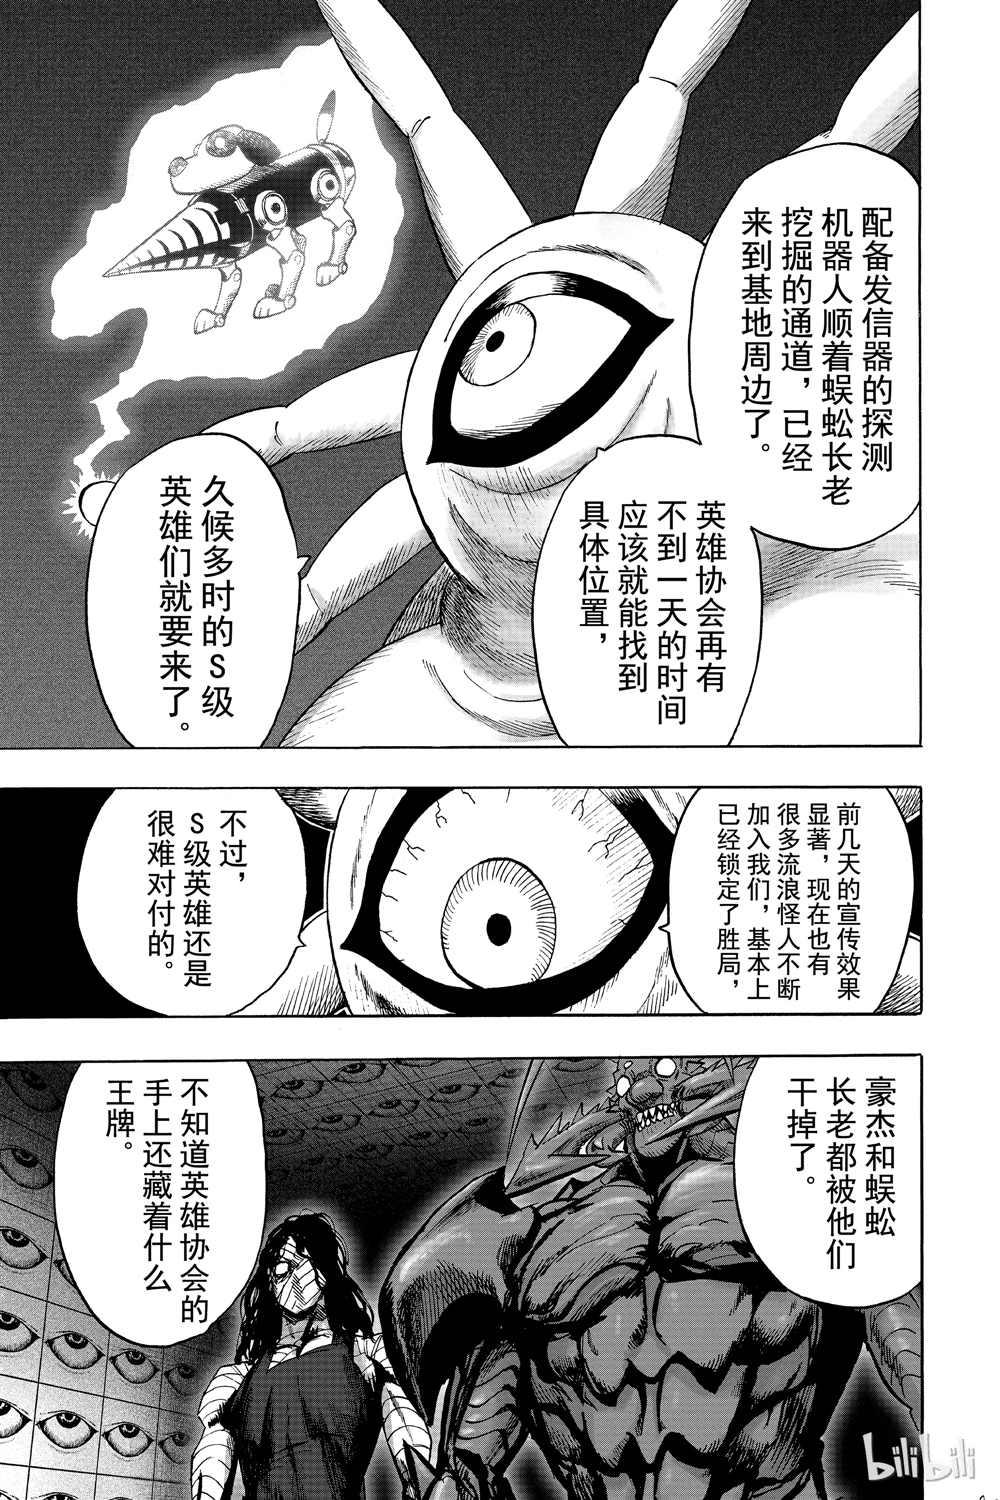 配备发信器的探测
机器人顺着蜈蚣长老
挖掘的通道，已经
来到基地周边了。
英雄协会再有
不到一天的时间
应该就能找到
具体位置，
久候多时的S级
英雄们就要来了。
前几天的宣传效果
显著，现在也有
很多流浪怪人不断
加入我们，基本上
已经锁定了胜局，
不过，
S级英雄还是
很难对付的。
豪杰和蜈蚣
长老都被他们
干掉了。
不知道英雄协会的
手上还藏着什么
王牌。
bilibili